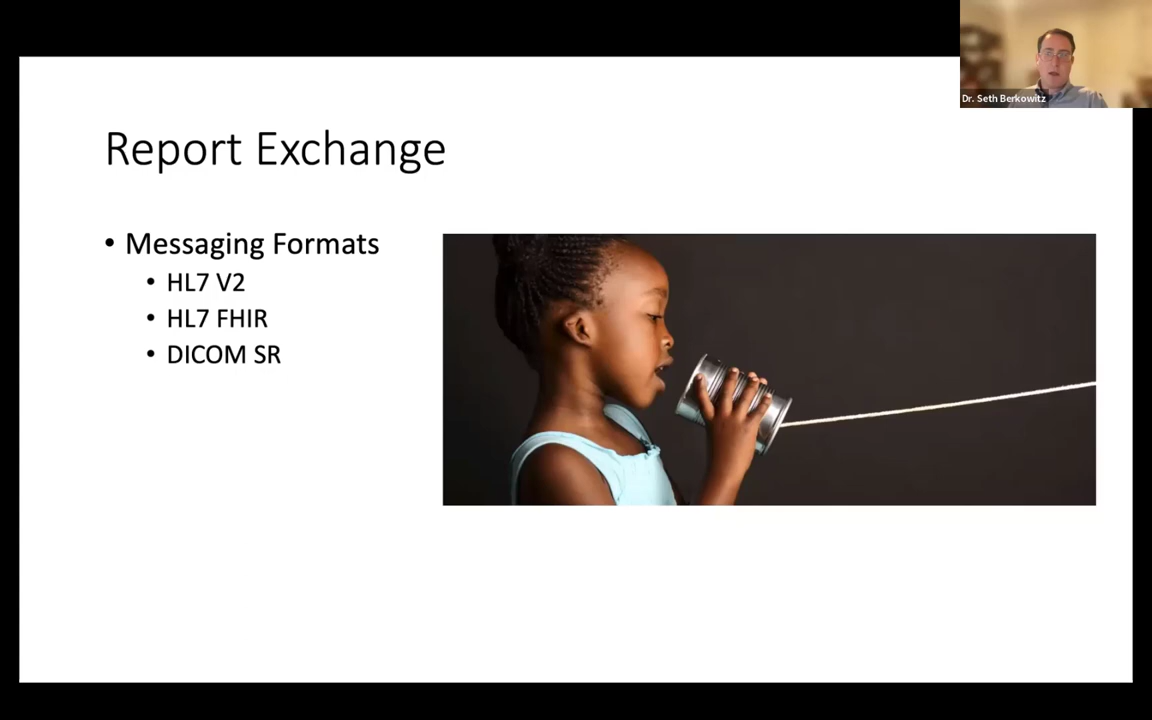 Dr. Seth Berkowitz
Report Exchange
• Messaging Formats
• HL7 V2
• HL7 FHIR
• DICOM SR